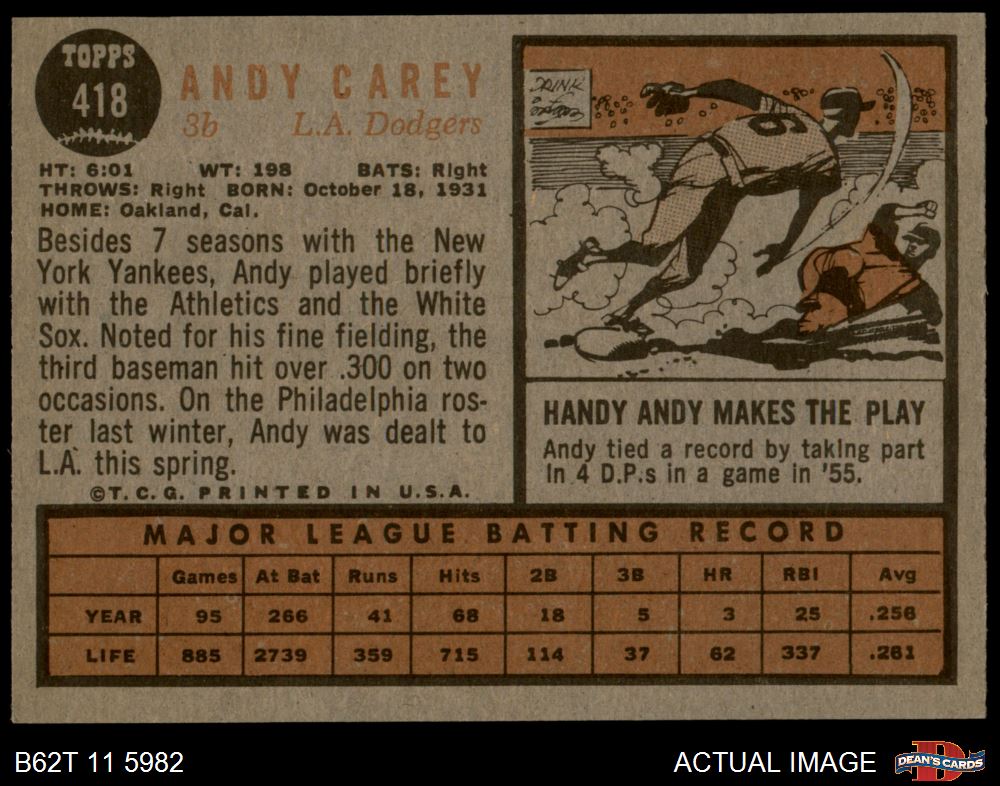 TOPPS
418
ANDY CAREY
3b L.A. Dodgers
HT: 6:01 WT: 198 BATS: Right
THROWS: Right BORN: October 18, 1931
HOME: Oakland, Cal.
Besides 7 seasons with the New
York Yankees, Andy played briefly
with the Athletics and the White
Sox. Noted for his fine fielding, the
third baseman hit over .300 on two
occasions. On the Philadelphia ros-
ter last winter, Andy was dealt to
L.A. this spring.
©T.C.G. PRINTED IN U.S.A.
DRINK
6
HANDY ANDY MAKES THE PLAY
Andy tied a record by taking part
in 4 D.P.s in a game in '55.
MAJOR LEAGUE BATTING RECORD
Games At Bat Runs Hits 2B 3B HR RBI Avg
YEAR 95 266 41 68 18 5 3 25 .256
LIFE 885 2739 359 715 114 37 62 337 .261
B62T 11 5982
ACTUAL IMAGE
DEAN'S CARDS